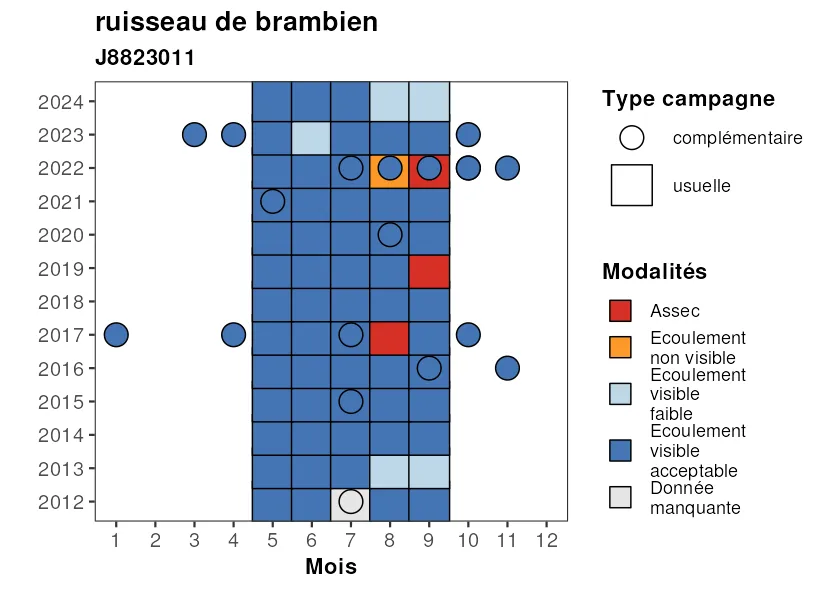 ruisseau de brambien
J8823011
2024
2023
2022
2021
2020
2019
2018
2017
2016
2015
2014
2013
2012
1 2 3 4 5 6 7 8 9 10 11 12
Mois
Type campagne
complémentaire
usuelle
Modalités
Assec
Ecoulement
non visible
Ecoulement
visible
faible
Ecoulement
visible
acceptable
Donnée
manquante